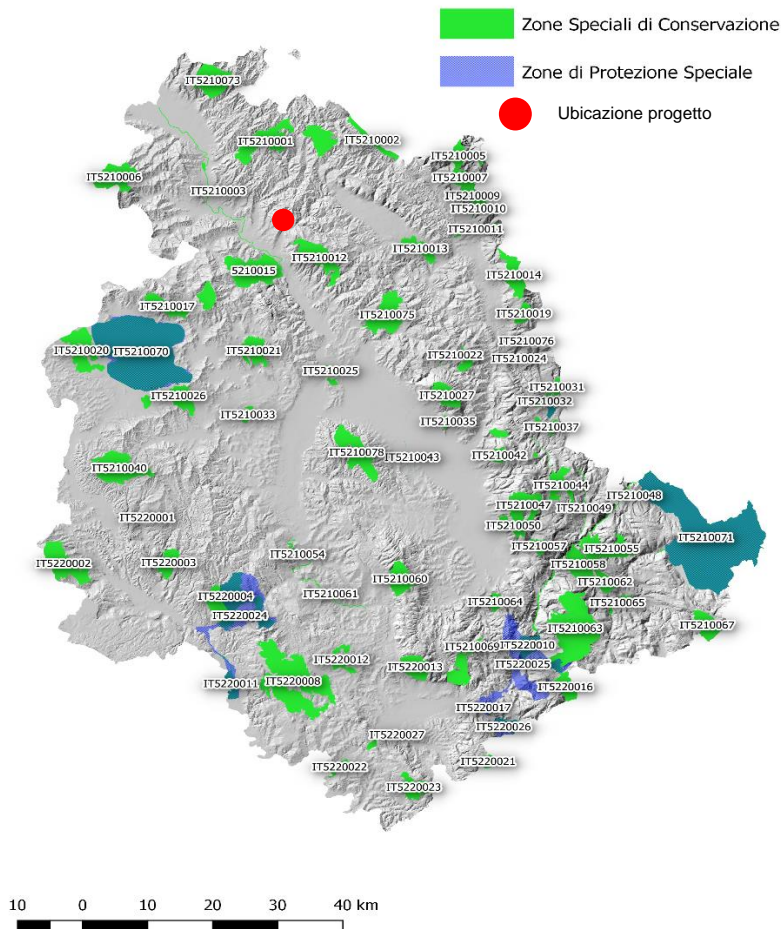 Zone Speciali di Conservazione
Zone di Protezione Speciale
Ubicazione progetto
IT5210073
IT5210001
IT5210002
IT5210005
IT5210006
IT5210007
IT5210003
IT5210009
IT5210010
IT5210011
IT5210012
IT5210013
5210015
IT5210014
IT5210017
IT5210075
IT5210019
IT5210076
IT5210020
IT5210070
IT5210021
IT5210022
IT5210024
IT5210025
IT5210026
IT5210027
IT5210031
IT5210032
IT5210033
IT5210035
IT5210037
IT5210078
IT5210043
IT5210042
IT5210040
IT5210044
IT5210048
IT5210047
IT5210049
IT5220001
IT5210050
IT5210071
IT5210057
IT5210055
IT5210054
IT5220002
IT5220003
IT5210058
IT5210060
IT5210062
IT5220004
IT5210061
IT5210064
IT5210065
IT5220024
IT5210063
IT5210067
IT5210069
IT5220010
IT5220012
IT5220013
IT5220025
IT5220011
IT5220008
IT5220016
IT5220017
IT5220026
IT5220027
IT5220022
IT5220021
IT5220023
10 0 10 20 30 40 km